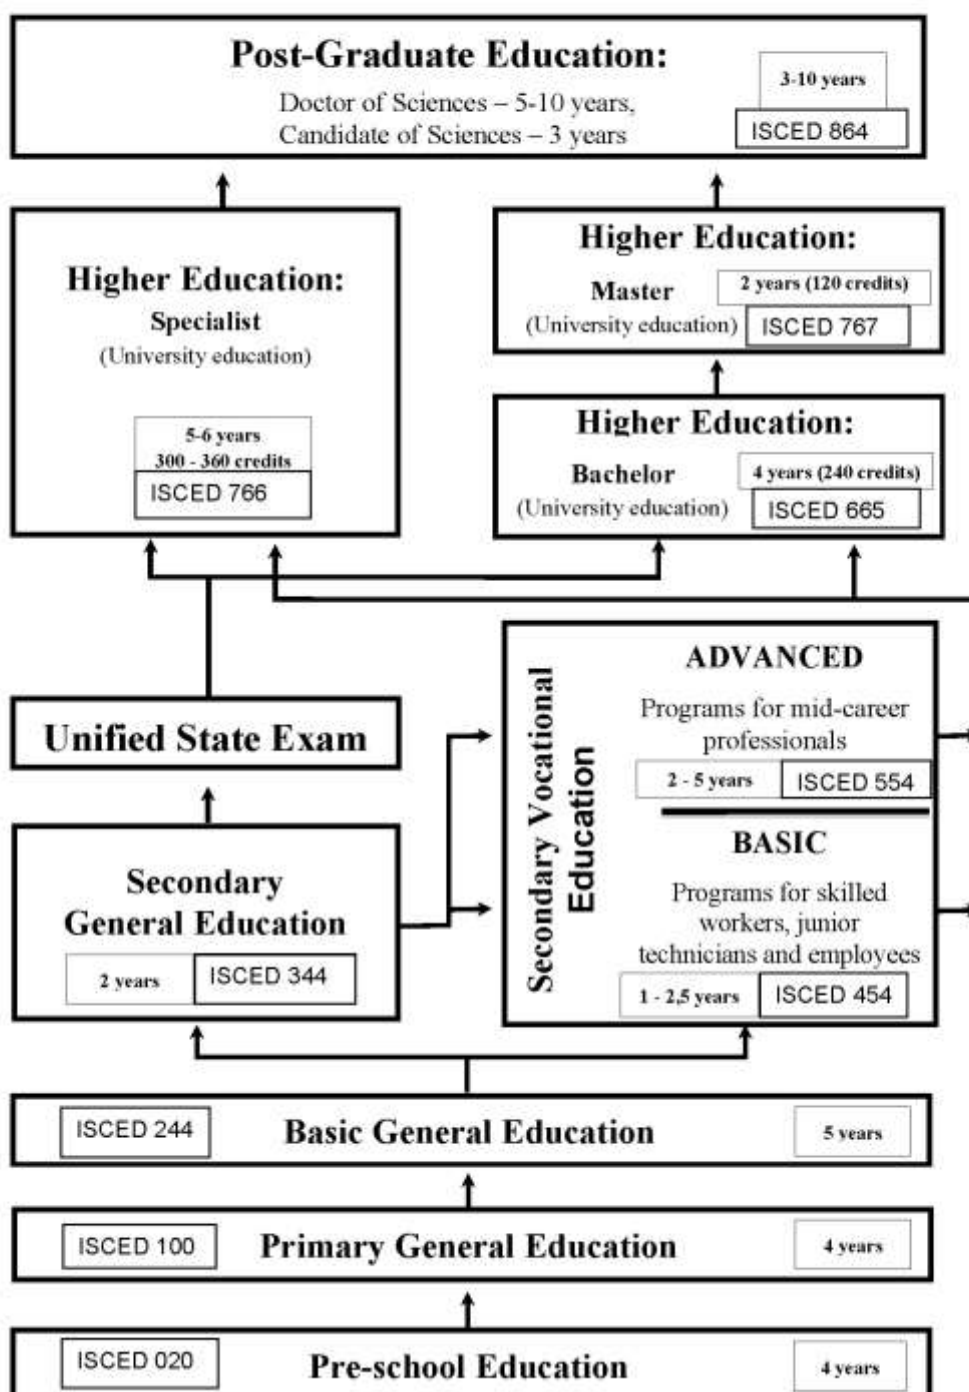 Post-Graduate Education:
Doctor of Sciences – 5-10 years,
Candidate of Sciences – 3 years
3-10 years
ISCED 864
Higher Education:
Specialist
(University education)
5-6 years
300 - 360 credits
ISCED 766
Higher Education:
Master
(University education)
2 years (120 credits)
ISCED 767
Higher Education:
Bachelor
(University education)
4 years (240 credits)
ISCED 665
Unified State Exam
Secondary
General Education
2 years
ISCED 344
Secondary Vocational
Education
ADVANCED
Programs for mid-career
professionals
2 - 5 years
ISCED 554
BASIC
Programs for skilled
workers, junior
technicians and employees
1 - 2,5 years
ISCED 454
ISCED 244
Basic General Education
5 years
ISCED 100
Primary General Education
4 years
ISCED 020
Pre-school Education
4 years